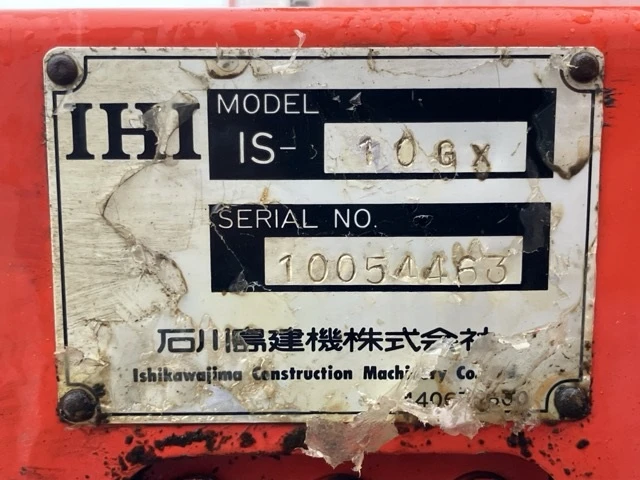 IHI
MODEL
IS- 10GX
SERIAL NO.
10054463
石川島建機株式会社
Ishikawajima Construction Machinery Co.